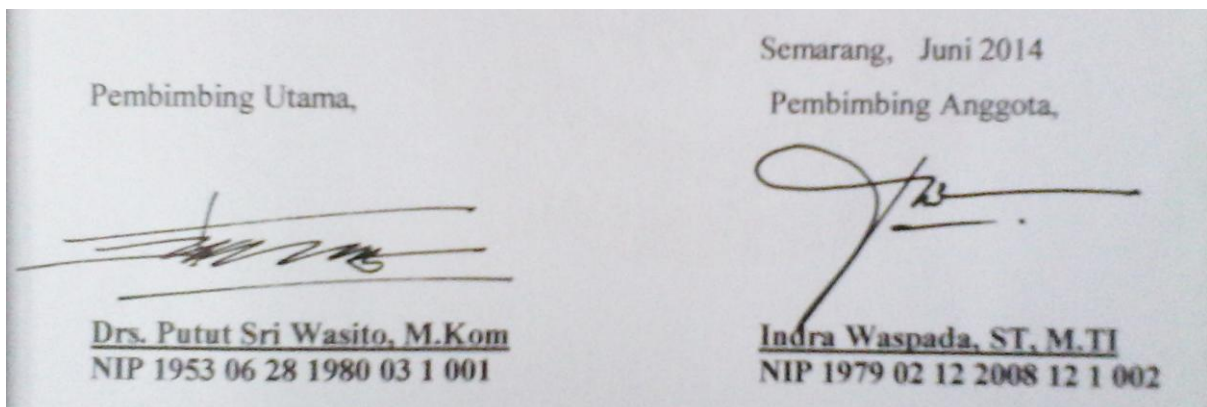 Semarang, Juni 2014
Pembimbing Utama,
Pembimbing Anggota,
Drs. Putut Sri Wasito, M.Kom
NIP 1953 06 28 1980 03 1 001
Indra Waspada, ST, M.TI
NIP 1979 02 12 2008 12 1 002